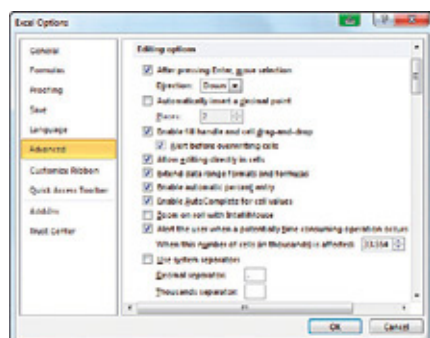 Excel Options
General
Formulas
Proofing
Save
Language
Advanced
Customize Ribbon
Quick Access Toolbar
Add-Ins
Trust Center
Editing options
After pressing Enter, move selection
Direction: Down
Automatically insert a decimal point
Places: 2
Enable fill handle and cell drag-and-drop
Alert before overwriting cells
Allow editing directly in cells
Extend data range formats and formulas
Enable automatic percent entry
Enable AutoComplete for cell values
Zoom on roll with IntelliMouse
Alert the user when a potentially time consuming operation occurs
When this number of cells (in thousands) is affected: 33,554
Use system separators
Decimal separator: .
Thousands separator:
OK
Cancel